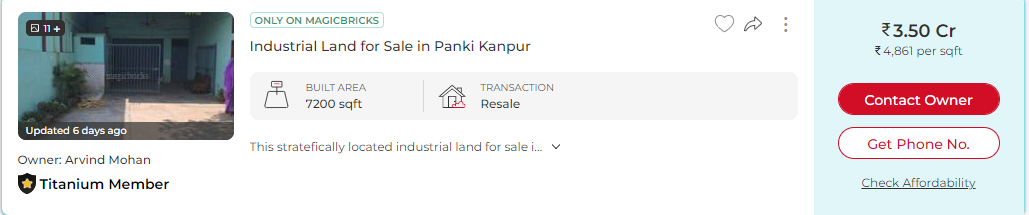 11 +
magicbricks
Updated 6 days ago
Owner: Arvind Mohan
Titanium Member
ONLY ON MAGICBRICKS
Industrial Land for Sale in Panki Kanpur
BUILT AREA
7200 sqft
TRANSACTION
Resale
This stratefically located industrial land for sale i...
₹3.50 Cr
₹4,861 per sqft
Contact Owner
Get Phone No.
Check Affordability